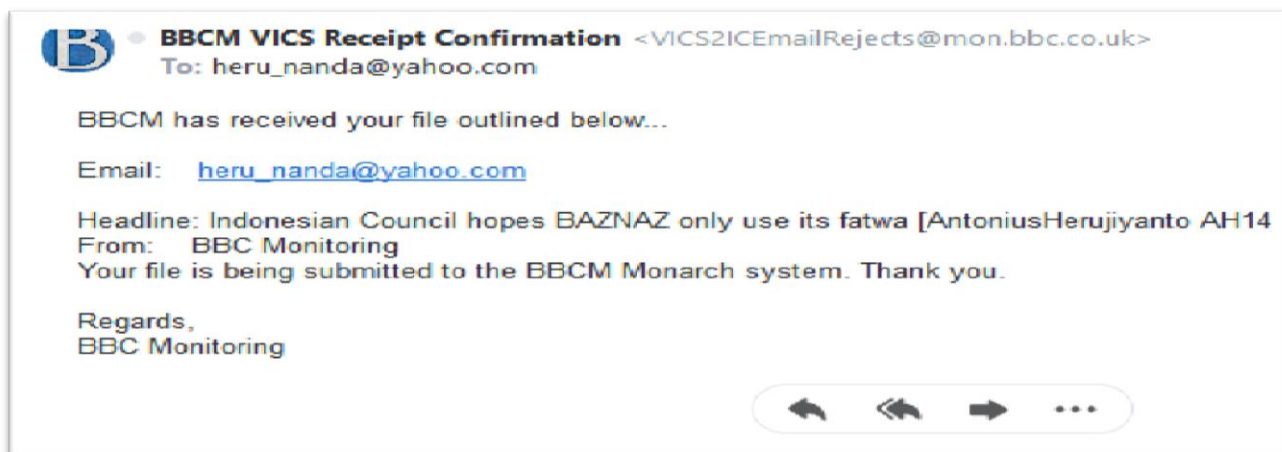 B
BBCM VICS Receipt Confirmation <VICS2ICEmailRejects@mon.bbc.co.uk>
To: heru_nanda@yahoo.com
BBCM has received your file outlined below...
Email: heru_nanda@yahoo.com
Headline: Indonesian Council hopes BAZNAZ only use its fatwa [AntoniusHerujiyanto AH14
From: BBC Monitoring
Your file is being submitted to the BBCM Monarch system. Thank you.
Regards,
BBC Monitoring